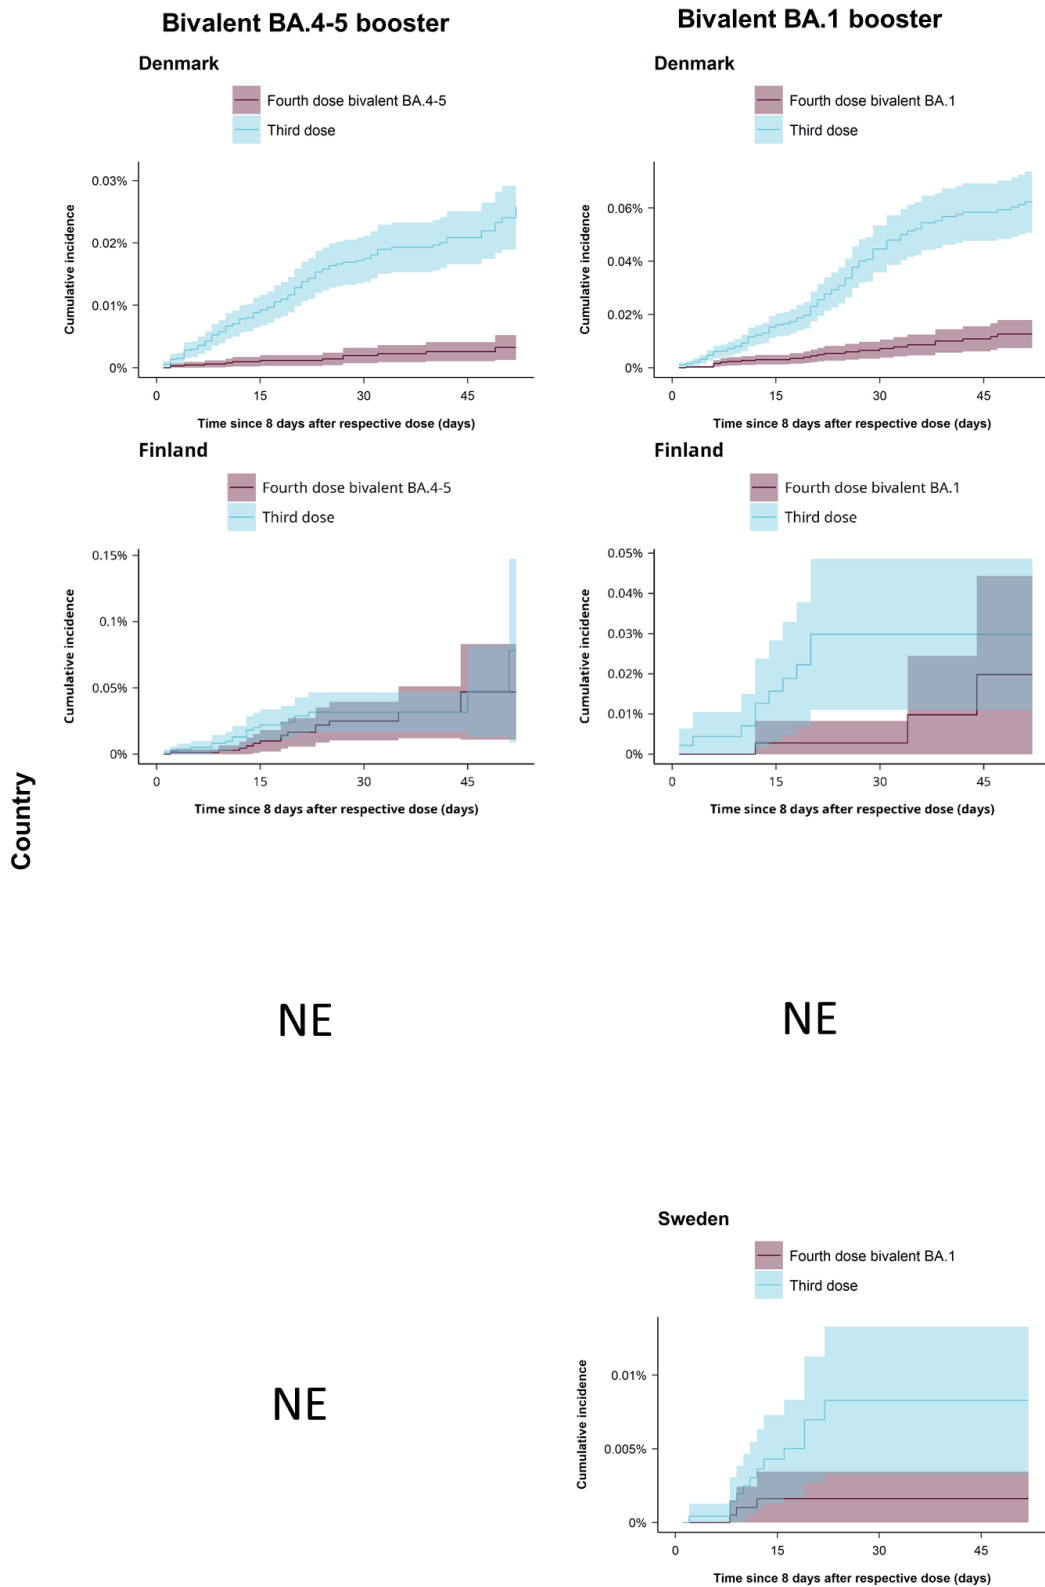 Bivalent BA.4-5 booster
Bivalent BA.1 booster
Denmark
Fourth dose bivalent BA.4-5
Third dose
0.03%
0.02%
0.01%
0%
Cumulative incidence
0
15
30
45
Time since 8 days after respective dose (days)
Denmark
Fourth dose bivalent BA.1
Third dose
0.06%
0.04%
0.02%
0%
Cumulative incidence
0
15
30
45
Time since 8 days after respective dose (days)
Finland
Fourth dose bivalent BA.4-5
Third dose
0.15%
0.1%
0.05%
0%
Cumulative incidence
0
15
30
45
Time since 8 days after respective dose (days)
Finland
Fourth dose bivalent BA.1
Third dose
0.05%
0.04%
0.03%
0.02%
0.01%
0%
Cumulative incidence
0
15
30
45
Time since 8 days after respective dose (days)
Country
NE
NE
NE
Sweden
Fourth dose bivalent BA.1
Third dose
0.01%
0.005%
0%
Cumulative incidence
0
15
30
45
Time since 8 days after respective dose (days)